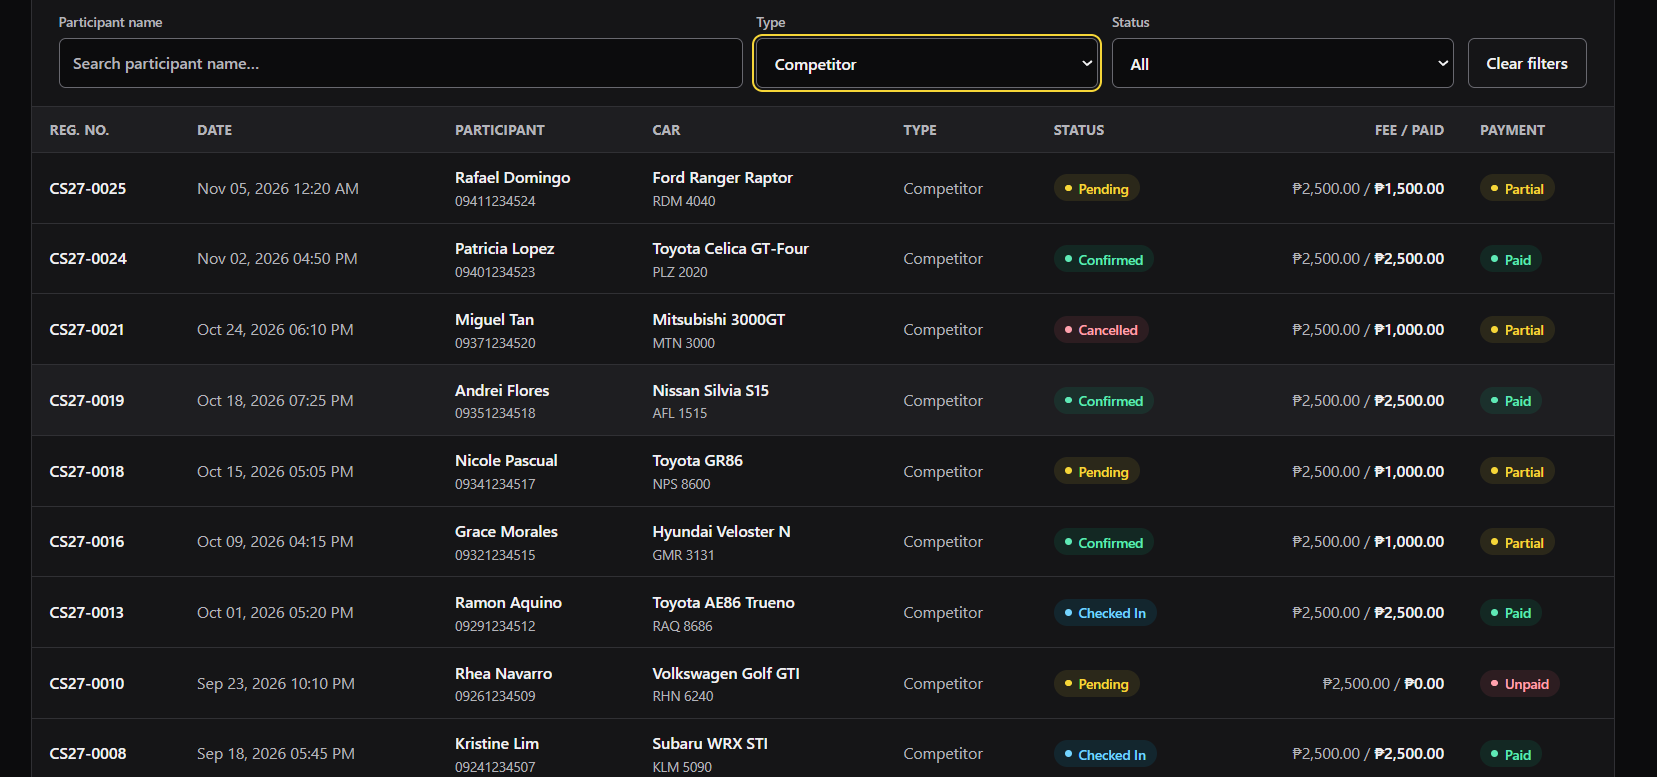 Participant name
Type
Status
Search participant name...
Competitor
All
Clear filters
REG. NO. DATE PARTICIPANT CAR TYPE STATUS FEE / PAID PAYMENT
CS27-0025 Nov 05, 2026 12:20 AM Rafael Domingo Ford Ranger Raptor Competitor Pending ₱2,500.00 / ₱1,500.00 Partial
09411234524 RDM 4040
CS27-0024 Nov 02, 2026 04:50 PM Patricia Lopez Toyota Celica GT-Four Competitor Confirmed ₱2,500.00 / ₱2,500.00 Paid
09401234523 PLZ 2020
CS27-0021 Oct 24, 2026 06:10 PM Miguel Tan Mitsubishi 3000GT Competitor Cancelled ₱2,500.00 / ₱1,000.00 Partial
09371234520 MTN 3000
CS27-0019 Oct 18, 2026 07:25 PM Andrei Flores Nissan Silvia S15 Competitor Confirmed ₱2,500.00 / ₱2,500.00 Paid
09351234518 AFL 1515
CS27-0018 Oct 15, 2026 05:05 PM Nicole Pascual Toyota GR86 Competitor Pending ₱2,500.00 / ₱1,000.00 Partial
09341234517 NPS 8600
CS27-0016 Oct 09, 2026 04:15 PM Grace Morales Hyundai Veloster N Competitor Confirmed ₱2,500.00 / ₱1,000.00 Partial
09321234515 GMR 3131
CS27-0013 Oct 01, 2026 05:20 PM Ramon Aquino Toyota AE86 Trueno Competitor Checked In ₱2,500.00 / ₱2,500.00 Paid
09291234512 RAQ 8686
CS27-0010 Sep 23, 2026 10:10 PM Rhea Navarro Volkswagen Golf GTI Competitor Pending ₱2,500.00 / ₱0.00 Unpaid
09261234509 RHN 6240
CS27-0008 Sep 18, 2026 05:45 PM Kristine Lim Subaru WRX STI Competitor Checked In ₱2,500.00 / ₱2,500.00 Paid
09241234507 KLM 5090